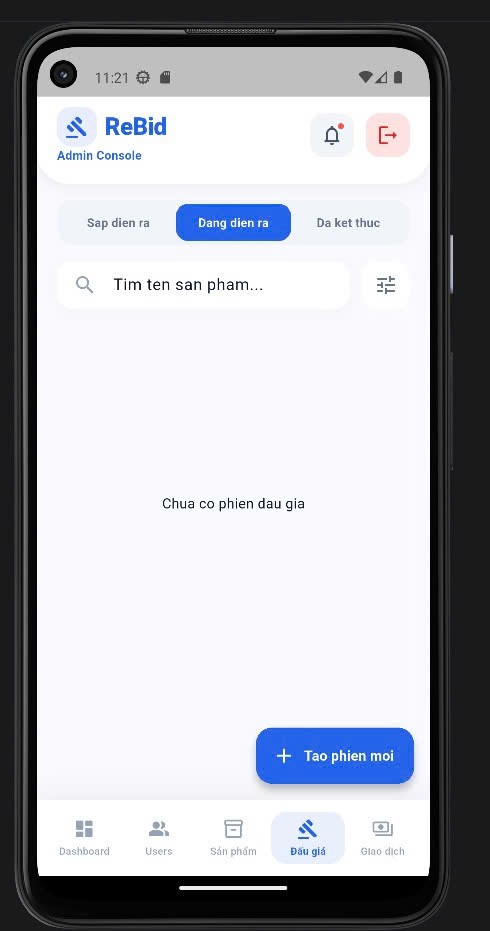 11:21
ReBid
Admin Console
Sap dien ra
Dang dien ra
Da ket thuc
Tim ten san pham...
Chua co phien dau gia
+ Tao phien moi
Dashboard
Users
Sản phẩm
Đấu giá
Giao dịch